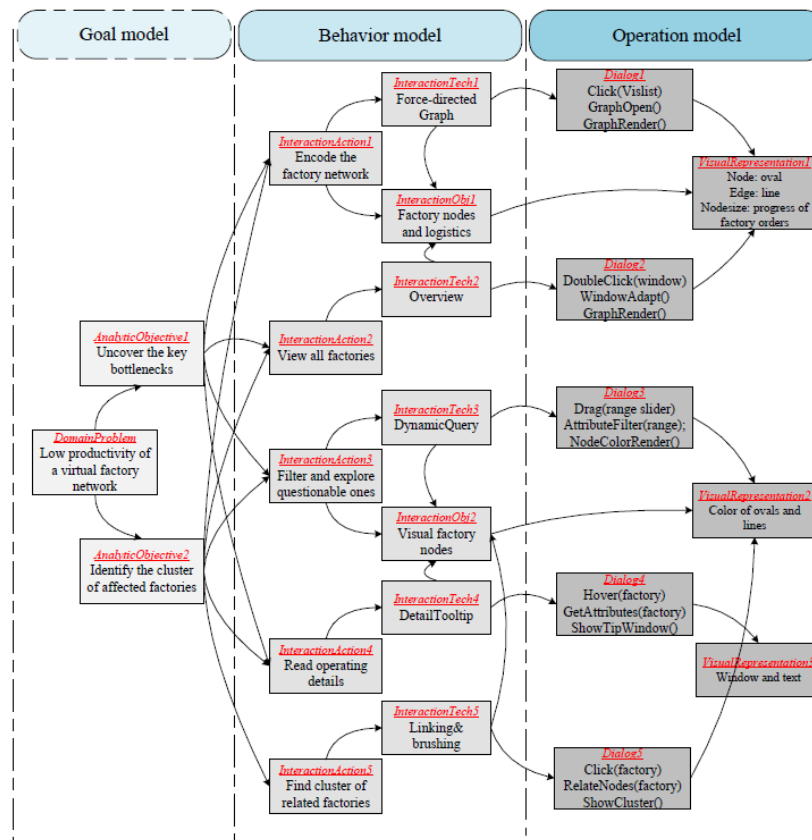 Goal model
Behavior model
Operation model
AnalyticObjective1
Uncover the key
bottlenecks
DomainProblem
Low productivity of
a virtual factory
network
AnalyticObjective2
Identify the cluster
of affected factories
InteractionAction1
Encode the
factory network
InteractionTech1
Force-directed
Graph
InteractionObj1
Factory nodes
and logistics
InteractionTech2
Overview
InteractionAction2
View all factories
InteractionTech3
DynamicQuery
InteractionAction3
Filter and explore
questionable ones
InteractionObj2
Visual factory
nodes
InteractionTech4
DetailTooltip
InteractionAction4
Read operating
details
InteractionTech5
Linking&
brushing
InteractionAction5
Find cluster of
related factories
Dialog1
Click(Vislist)
GraphOpen()
GraphRender()
VisualRepresentation1
Node: oval
Edge: line
Nodesize: progress of
factory orders
Dialog2
DoubleClick(window)
WindowAdapt()
GraphRender()
Dialog3
Drag(range slider)
AttributeFilter(range);
NodeColorRender()
VisualRepresentation2
Color of ovals and
lines
Dialog4
Hover(factory)
GetAttributes(factory)
ShowTipWindow()
VisualRepresentation3
Window and text
Dialog5
Click(factory)
RelateNodes(factory)
ShowCluster()